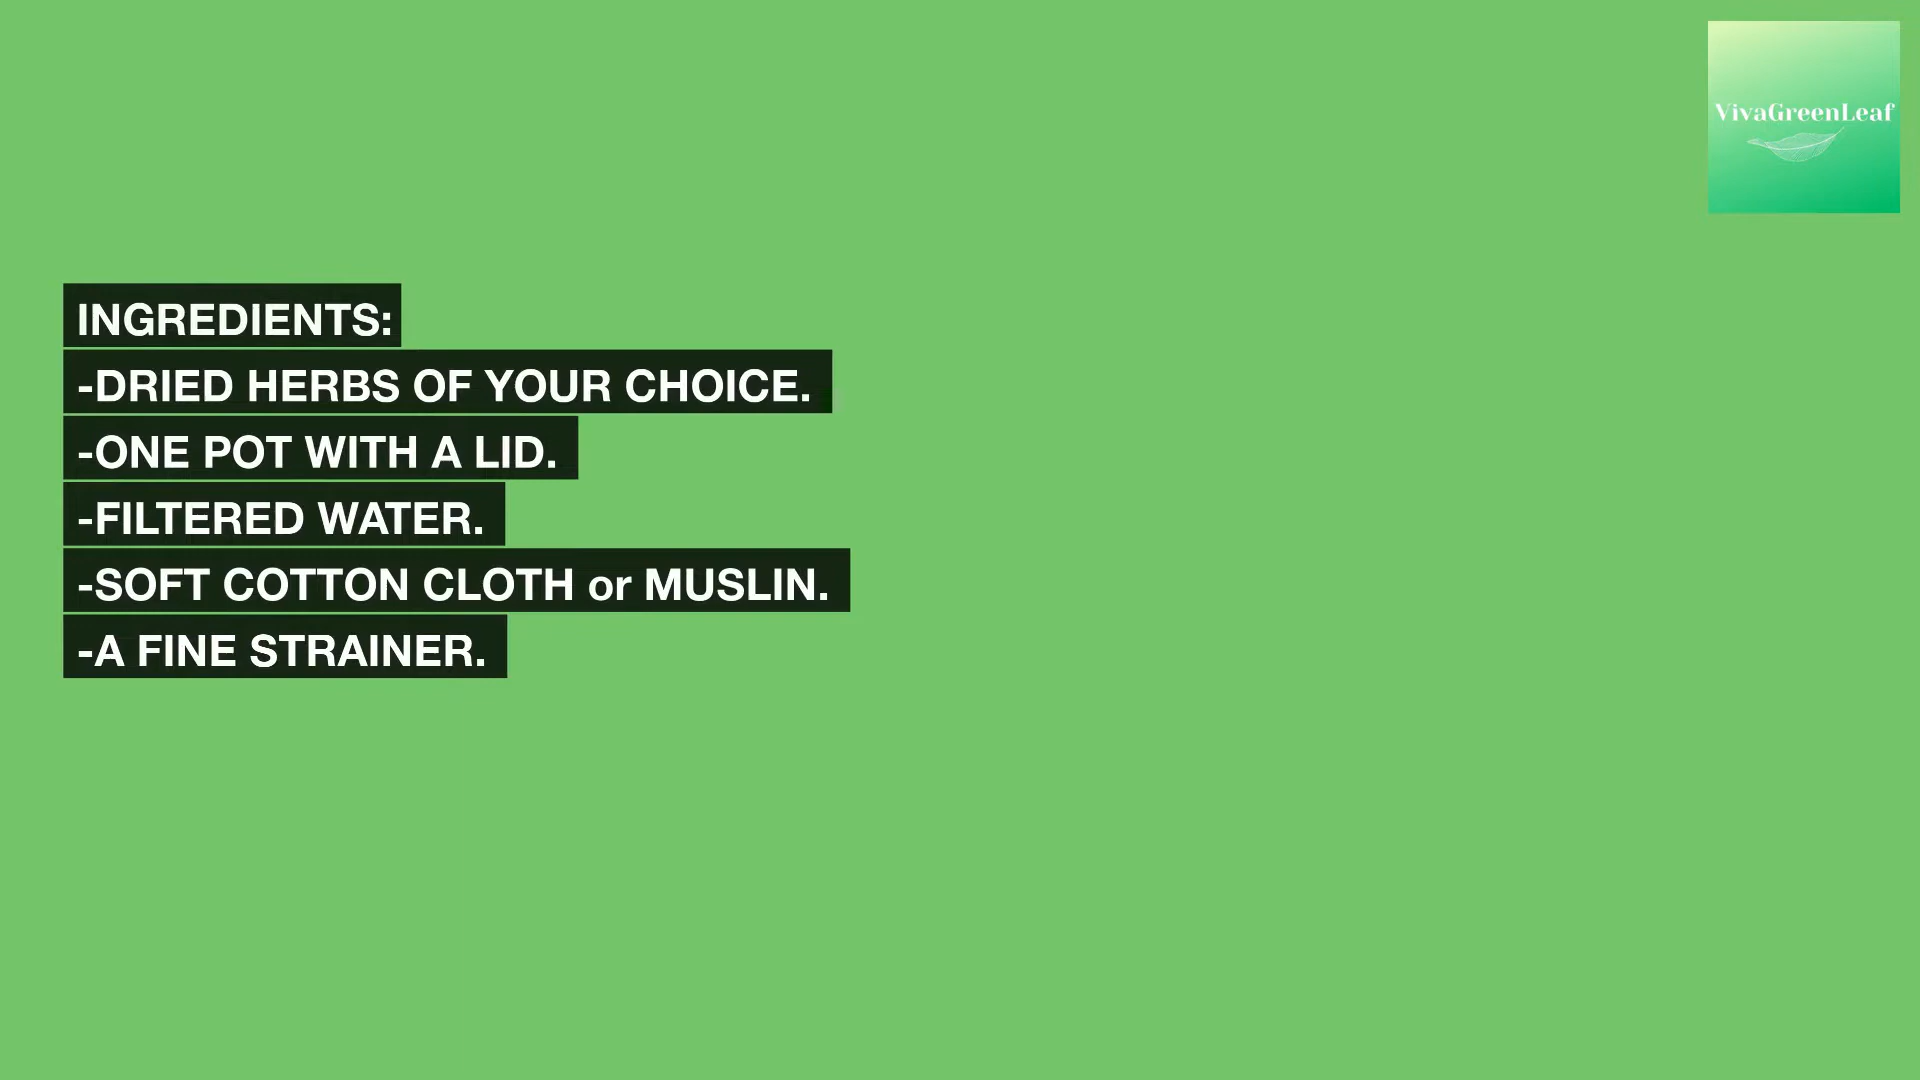 VivaGreenLeaf
INGREDIENTS:
-DRIED HERBS OF YOUR CHOICE.
-ONE POT WITH A LID.
-FILTERED WATER.
-SOFT COTTON CLOTH or MUSLIN.
-A FINE STRAINER.